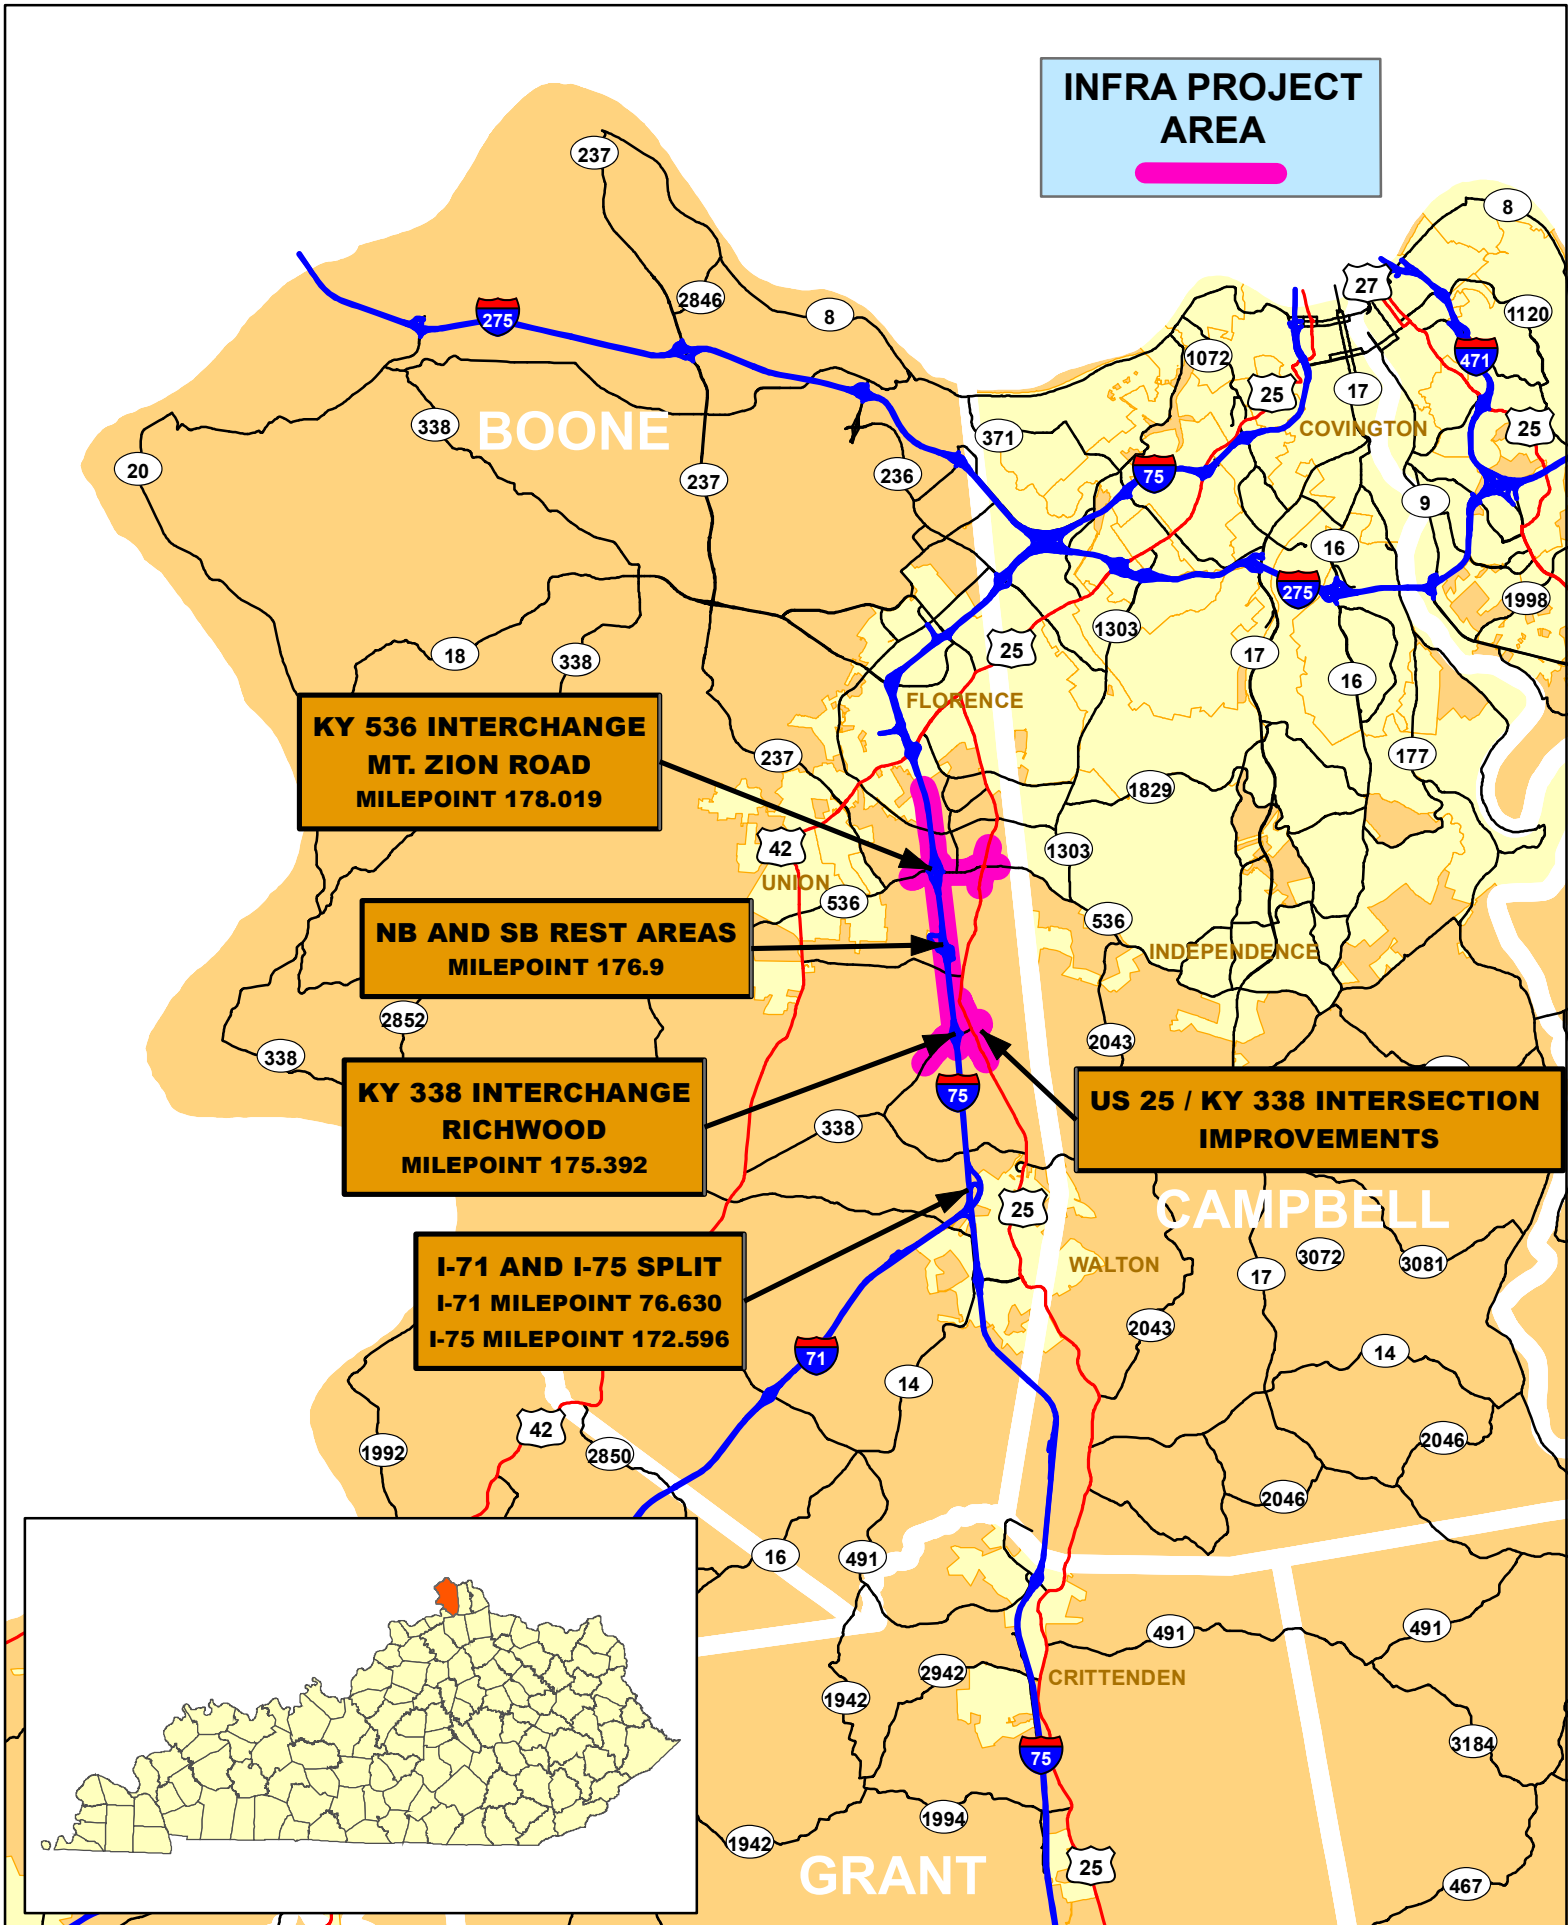 INFRA PROJECT
AREA
237
8
2846
8
27
275
1120
1072
471
25
17
338
BOONE
371
COVINGTON
25
20
237
236
75
9
16
275
1998
1303
18
338
25
17
16
FLORENCE
KY 536 INTERCHANGE
MT. ZION ROAD
MILEPOINT 178.019
237
177
1829
42
1303
UNION
536
536
NB AND SB REST AREAS
MILEPOINT 176.9
INDEPENDENCE
2852
2043
338
KY 338 INTERCHANGE
RICHWOOD
MILEPOINT 175.392
75
US 25 / KY 338 INTERSECTION
IMPROVEMENTS
338
25
CAMPBELL
I-71 AND I-75 SPLIT
I-71 MILEPOINT 76.630
I-75 MILEPOINT 172.596
WALTON
3072
3081
17
2043
71
14
14
42
1992
2850
2046
2046
16
491
491
491
2942
CRITTENDEN
1942
3184
75
1994
1942
GRANT
25
467